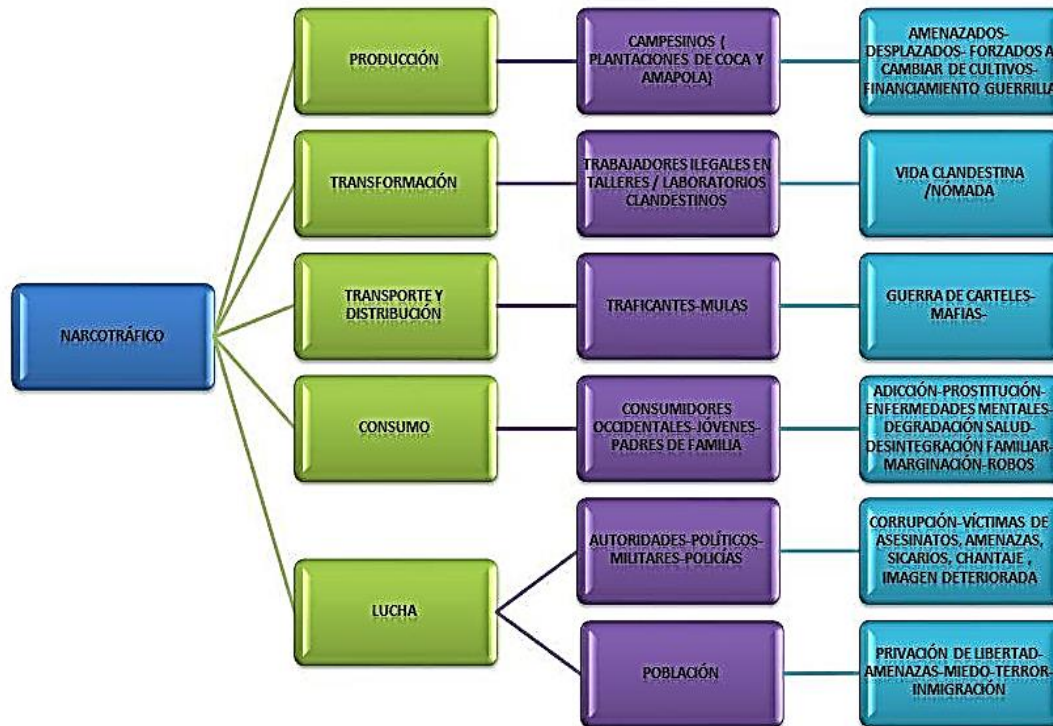 PRODUCCIÓN
CAMPESINOS (
PLANTACIONES DE COCA Y
AMAPOLA)
AMENAZADOS-
DESPLAZADOS- FORZADOS A
CAMBIAR DE CULTIVOS-
FINANCIAMIENTO GUERRILLA
TRANSFORMACIÓN
TRABAJADORES ILEGALES EN
TALLERES / LABORATORIOS
CLANDESTINOS
VIDA CLANDESTINA
/NÓMADA
NARCOTRÁFICO
TRANSPORTE Y
DISTRIBUCIÓN
TRAFICANTES-MULAS
GUERRA DE CARTELES-
MAFIAS-
CONSUMO
CONSUMIDORES
OCCIDENTALES-JÓVENES-
PADRES DE FAMILIA
ADICCIÓN-PROSTITUCIÓN-
ENFERMEDADES MENTALES-
DEGRADACIÓN SALUD-
DESINTEGRACIÓN FAMILIAR-
MARGINACIÓN-ROBOS
LUCHA
AUTORIDADES-POLÍTICOS-
MILITARES-POLICÍAS
CORRUPCIÓN-VÍCTIMAS DE
ASESINATOS, AMENAZAS,
SICARIOS, CHANTAJE ,
IMAGEN DETERIORADA
POBLACIÓN
PRIVACIÓN DE LIBERTAD-
AMENAZAS-MIEDO-TERROR-
INMIGRACIÓN